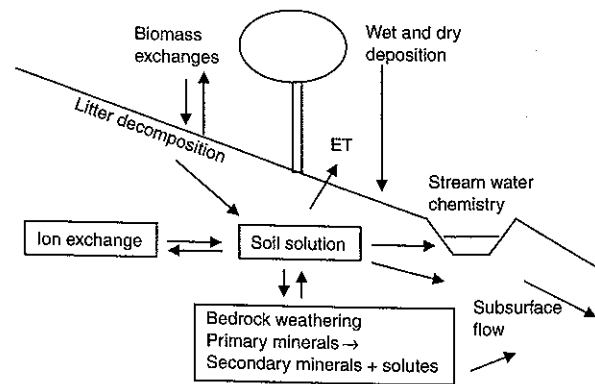 Biomass
exchanges
Wet and dry
deposition
Litter decomposition
ET
Stream water
chemistry
Ion exchange
Soil solution
Bedrock weathering
Primary minerals →
Secondary minerals + solutes
Subsurface
flow